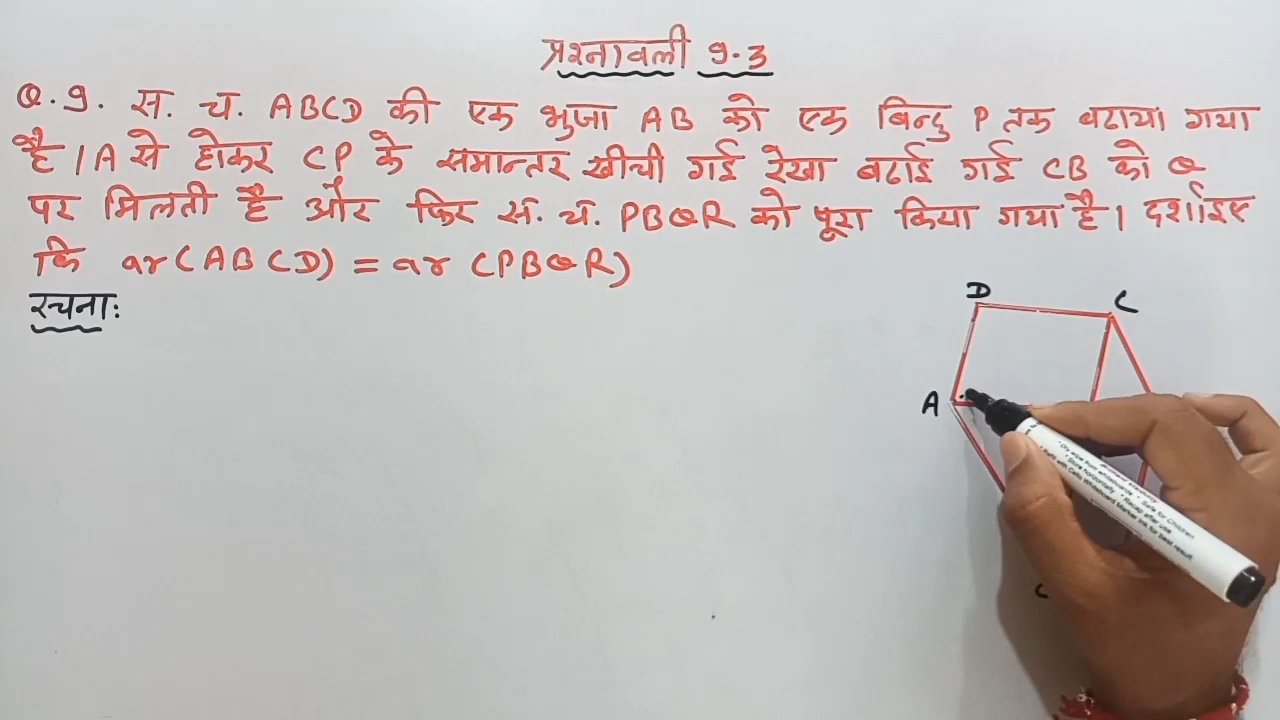 प्रश्नावली 9.3
Q.9. स. च. ABCD की एक भुजा AB को एक बिन्दु P तक बढाया गया
है । A से होकर CP के समान्तर खींची गई रेखा बढाई गई CB को Q
पर मिलती है और फिर स. च. PBQR को पूरा किया गया है। दर्शाइए
कि ar(ABCD) = ar (PBQR)
रचना:
D
C
A